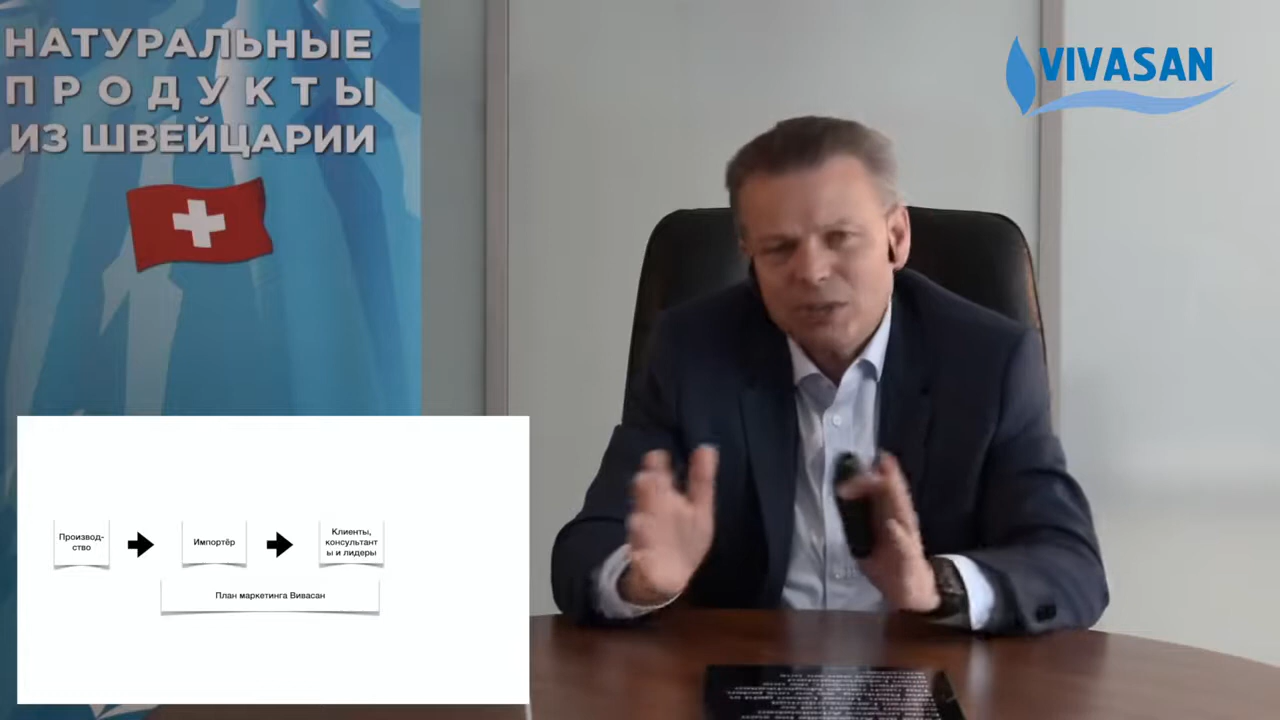 НАТУРАЛЬНЫЕ
ПРОДУКТЫ
ИЗ ШВЕЙЦАРИИ
VIVASAN
Производ-
ство
Импортёр
Клиенты,
консультант
ы и лидеры
План маркетинга Вивасан